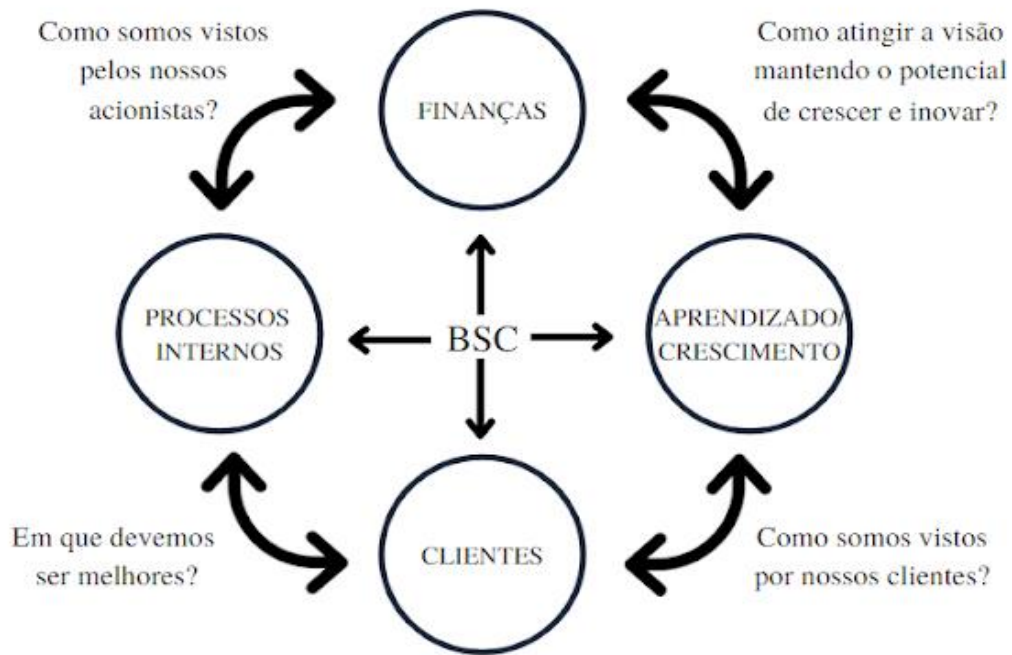 Como somos vistos
pelos nossos
acionistas?
FINANÇAS
Como atingir a visão
mantendo o potencial
de crescer e inovar?
PROCESSOS
INTERNOS
BSC
APRENDIZADO/
CRESCIMENTO
Em que devemos
ser melhores?
CLIENTES
Como somos vistos
por nossos clientes?